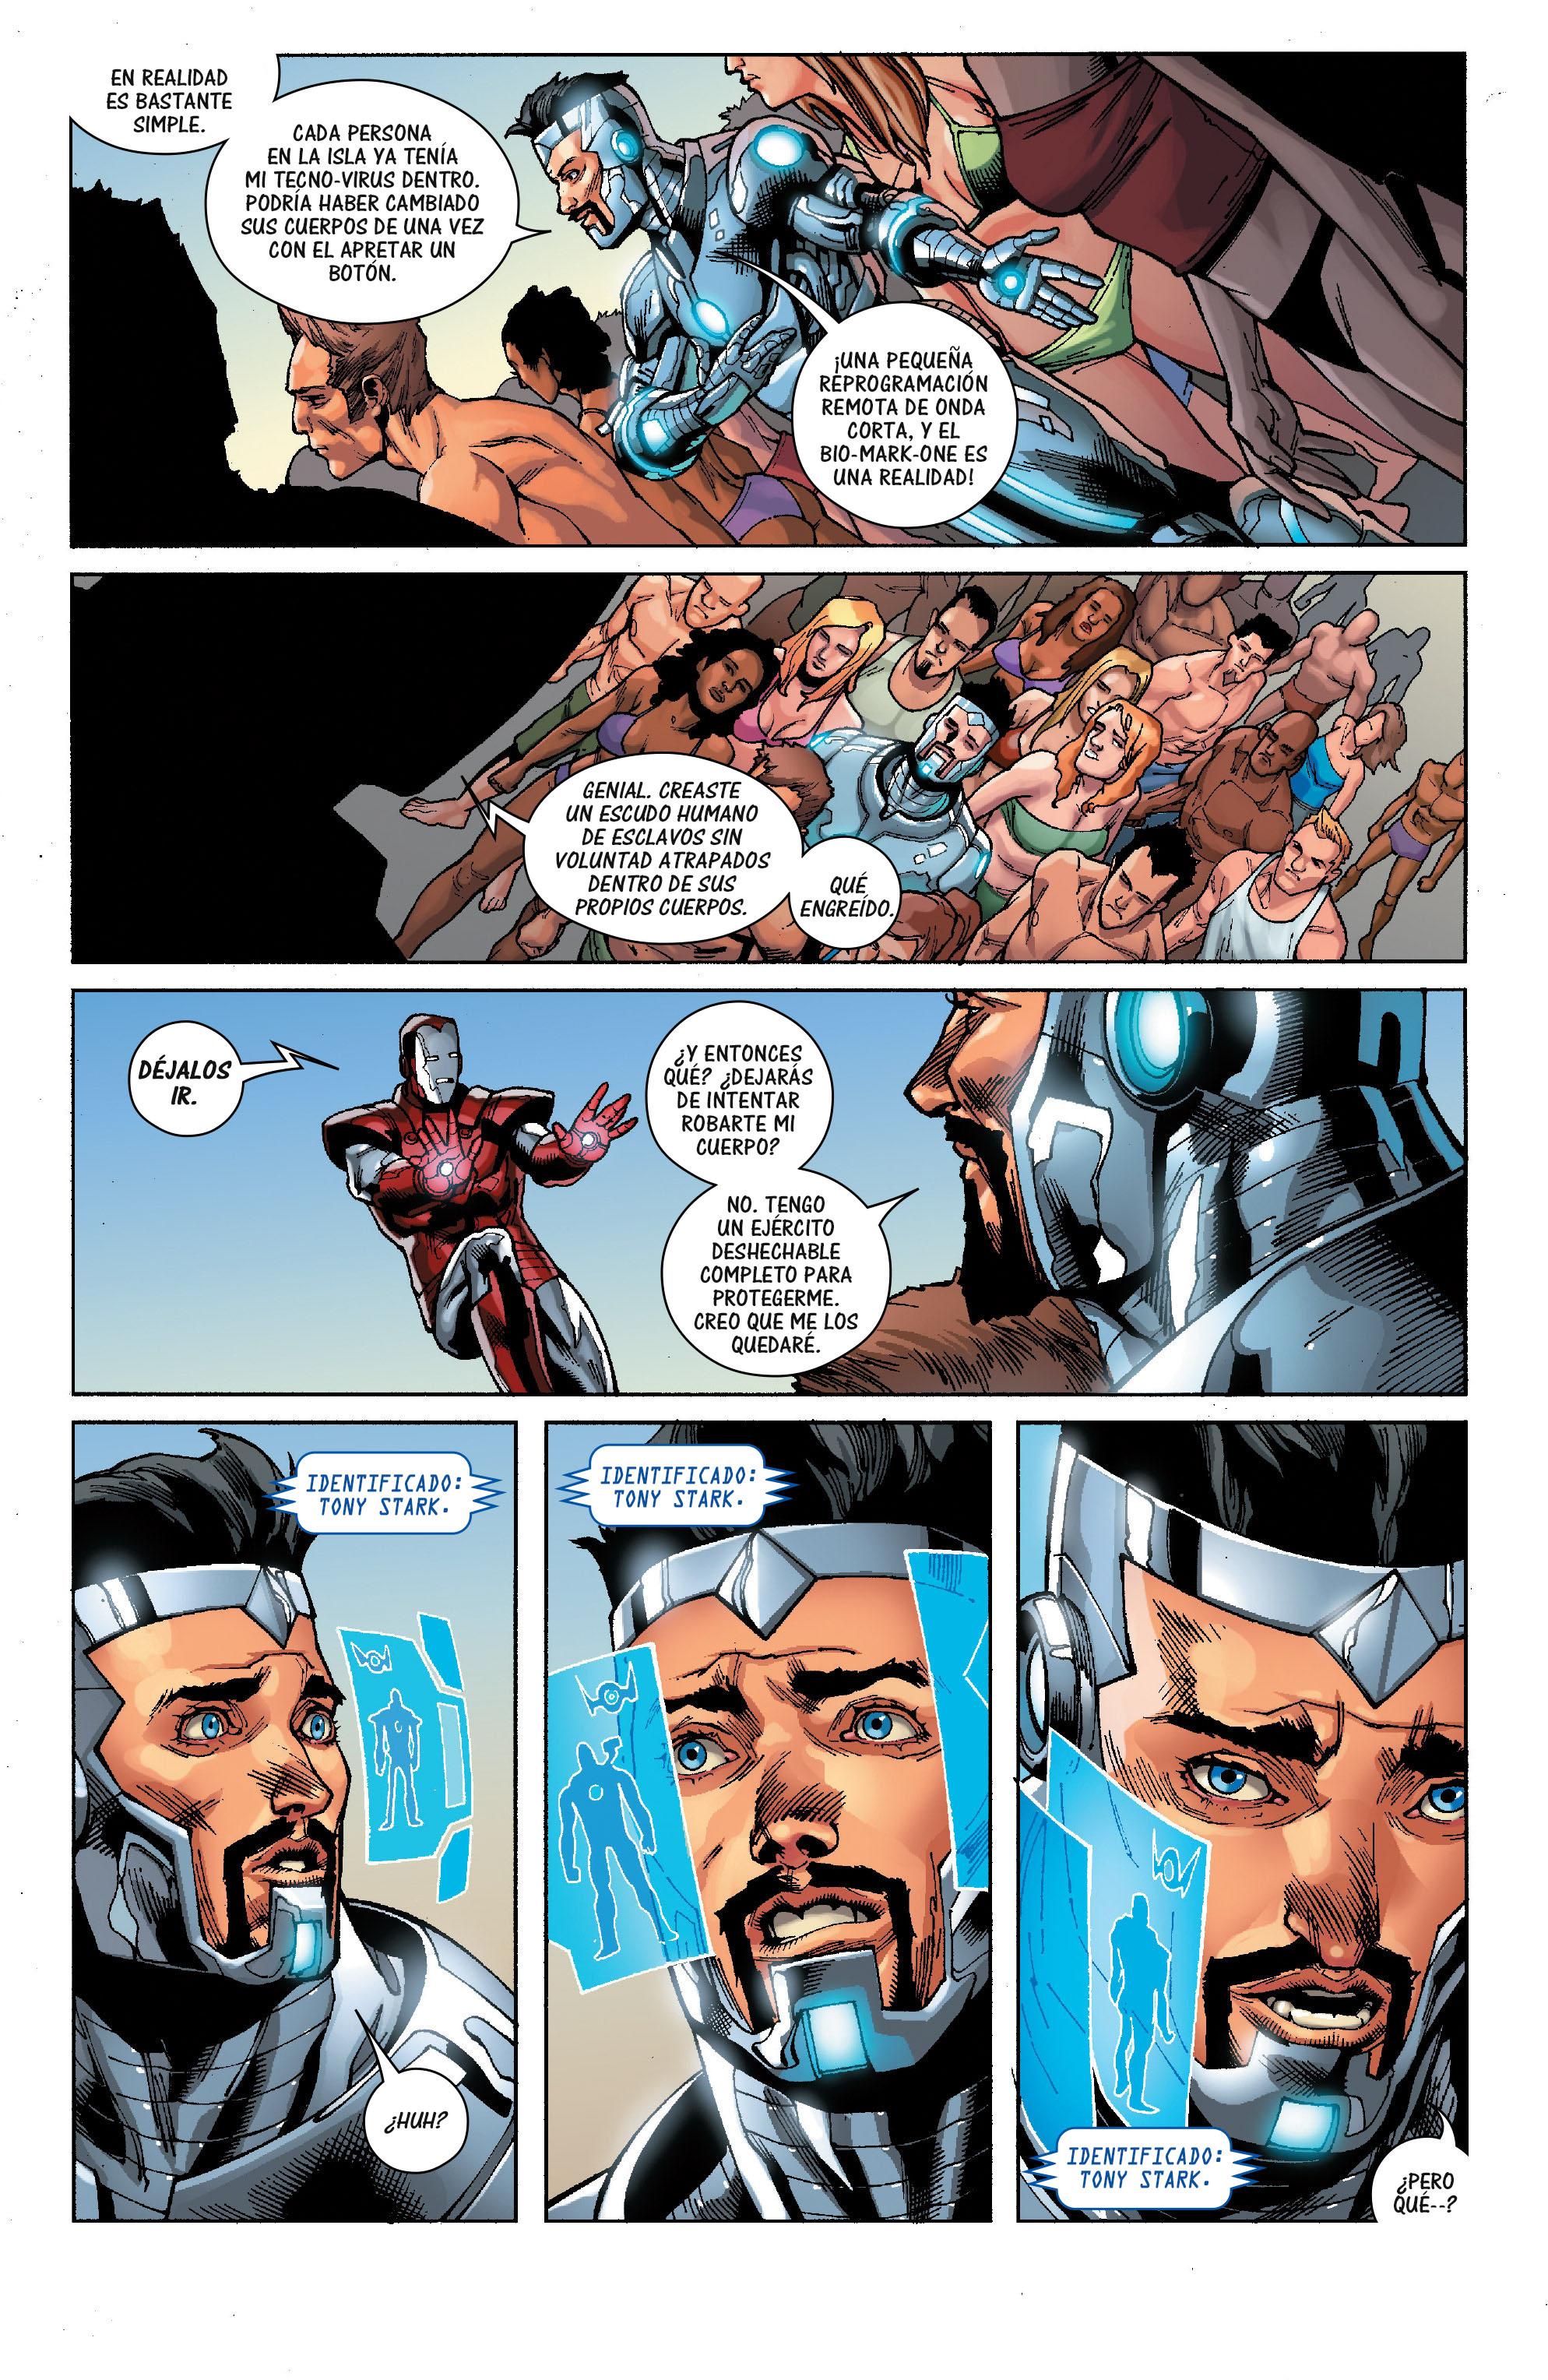 EN REALIDAD
ES BASTANTE
SIMPLE.
CADA PERSONA
EN LA ISLA YA TENÍA
MI TECNO-VIRUS DENTRO.
PODRÍA HABER CAMBIADO
SUS CUERPOS DE UNA VEZ
CON EL APRETAR UN
BOTÓN.
¡UNA PEQUEÑA
REPROGRAMACIÓN
REMOTA DE ONDA
CORTA, Y EL
BIO-MARK-ONE ES
UNA REALIDAD!
GENIAL. CREASTE
UN ESCUDO HUMANO
DE ESCLAVOS SIN
VOLUNTAD ATRAPADOS
DENTRO DE SUS
PROPIOS CUERPOS.
QUÉ
ENGREÍDO.
DÉJALOS
IR.
¿Y ENTONCES
QUÉ? ¿DEJARÁS
DE INTENTAR
ROBARTE MI
CUERPO?
NO. TENGO
UN EJÉRCITO
DESHECHABLE
COMPLETO PARA
PROTEGERME.
CREO QUE ME LOS
QUEDARÉ.
IDENTIFICADO:
TONY STARK.
¿HUH?
IDENTIFICADO:
TONY STARK.
IDENTIFICADO:
TONY STARK.
¿PERO
QUÉ--?